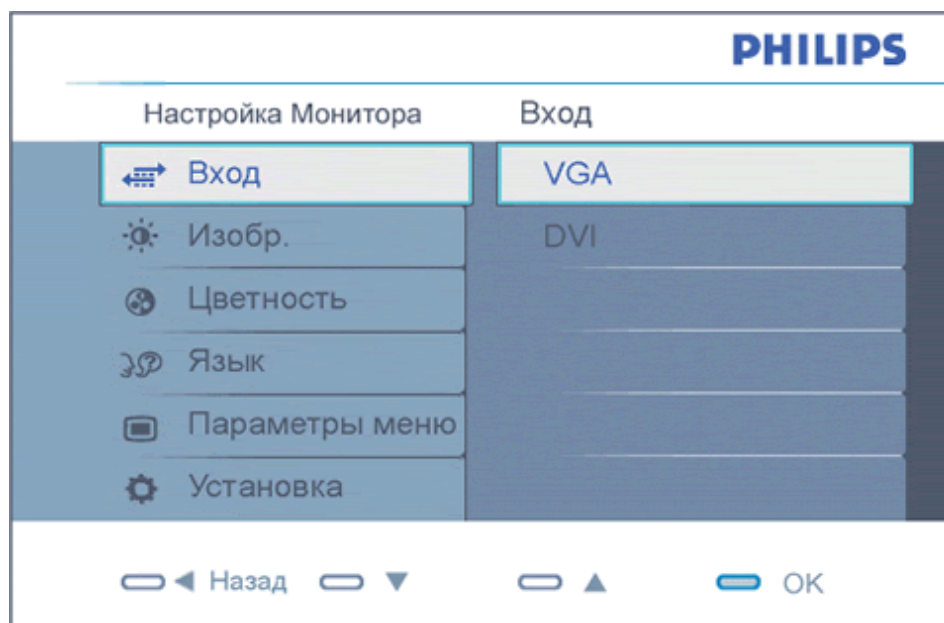 PHILIPS
Настройка Монитора Вход
Вход VGA
Изобр. DVI
Цветность
Язык
Параметры меню
Установка
Назад OK